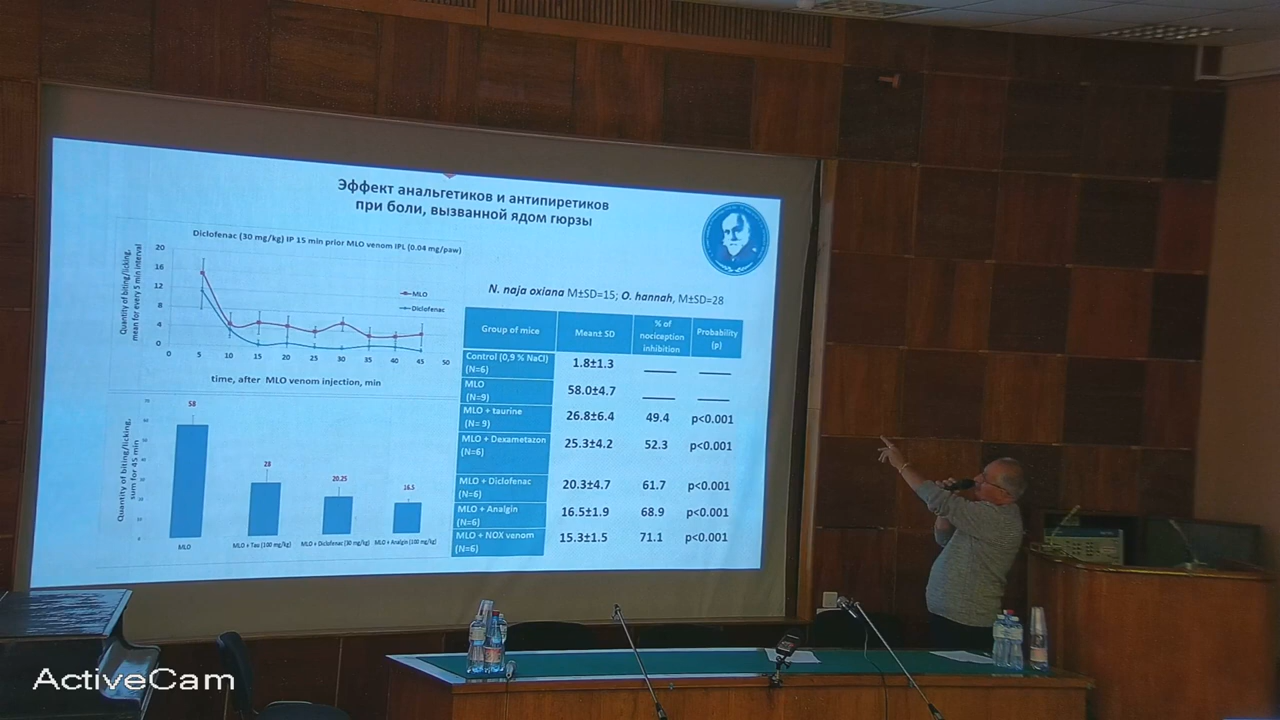 Эффект анальгетиков и антипиретиков
при боли, вызванной ядом гюрзы
Diclofenac (30 mg/kg) IP 15 min prior MLO venom IPL (0.04 mg/paw)
Quantity of biting/licking,
mean for every 5 min interval
20
16
12
8
4
0
MLO
Diclofenac
0 5 10 15 20 25 30 35 40 45 50
time, after MLO venom injection, min
Quantity of biting/licking,
sum for 45 min
58
28
20.25
16.5
MLO
MLO + Tau (100 mg/kg)
MLO + Diclofenac (30 mg/kg)
MLO + Analgin (100 mg/kg)
N. naja oxiana M±SD=15; O. hannah, M±SD=28
Group of mice Mean± SD % of nociception inhibition Probability (p)
Control (0,9 % NaCl) (N=6) 1.8±1.3
MLO (N=9) 58.0±4.7
MLO + taurine (N= 9) 26.8±6.4 49.4 p<0.001
MLO + Dexametazon (N=6) 25.3±4.2 52.3 p<0.001
MLO + Diclofenac (N=6) 20.3±4.7 61.7 p<0.001
MLO + Analgin (N=6) 16.5±1.9 68.9 p<0.001
MLO + NOX venom (N=6) 15.3±1.5 71.1 p<0.001
ActiveCam